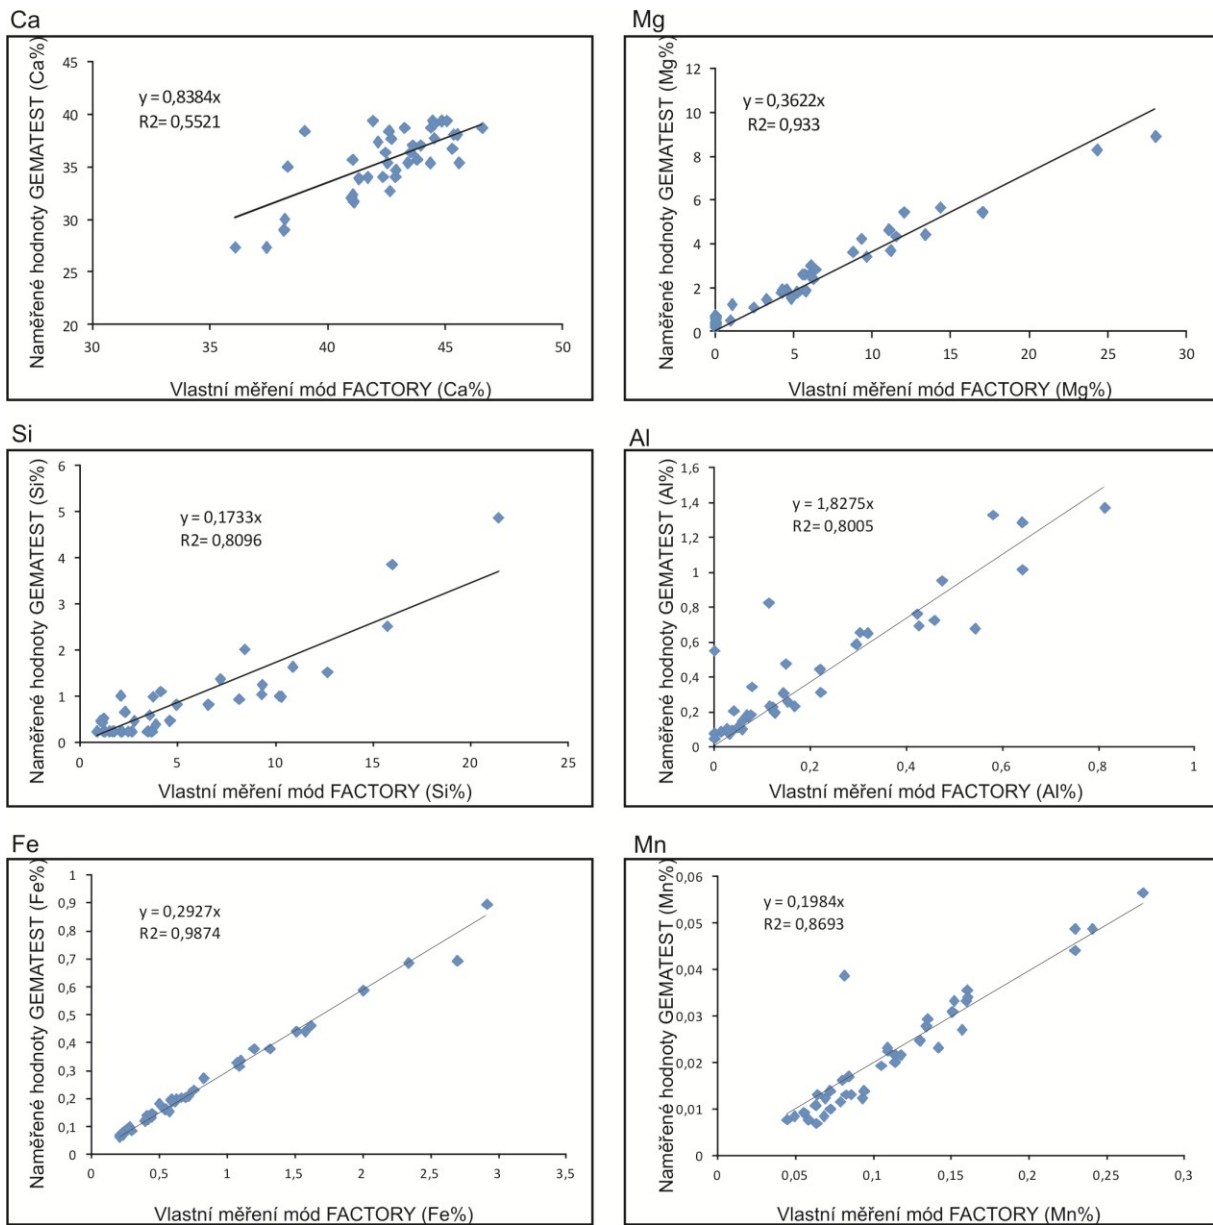 Ca
Naměřené hodnoty GEMATEST (Ca%)
45
40
35
30
25
20
y = 0,8384x
R2= 0,5521
30 35 40 45 50
Vlastní měření mód FACTORY (Ca%)
Mg
Naměřené hodnoty GEMATEST (Mg%)
12
10
8
6
4
2
0
y = 0,3622x
R2= 0,933
0 5 10 15 20 25 30
Vlastní měření mód FACTORY (Mg%)
Si
Naměřené hodnoty GEMATEST (Si%)
6
5
4
3
2
1
0
y = 0,1733x
R2= 0,8096
0 5 10 15 20 25
Vlastní měření mód FACTORY (Si%)
Al
Naměřené hodnoty GEMATEST (Al%)
1,6
1,4
1,2
1
0,8
0,6
0,4
0,2
0
y = 1,8275x
R2= 0,8005
0 0,2 0,4 0,6 0,8 1
Vlastní měření mód FACTORY (Al%)
Fe
Naměřené hodnoty GEMATEST (Fe%)
1
0,9
0,8
0,7
0,6
0,5
0,4
0,3
0,2
0,1
0
y = 0,2927x
R2= 0,9874
0 0,5 1 1,5 2 2,5 3 3,5
Vlastní měření mód FACTORY (Fe%)
Mn
Naměřené hodnoty GEMATEST (Mn%)
0,06
0,05
0,04
0,03
0,02
0,01
0
y = 0,1984x
R2= 0,8693
0 0,05 0,1 0,15 0,2 0,25 0,3
Vlastní měření mód FACTORY (Mn%)